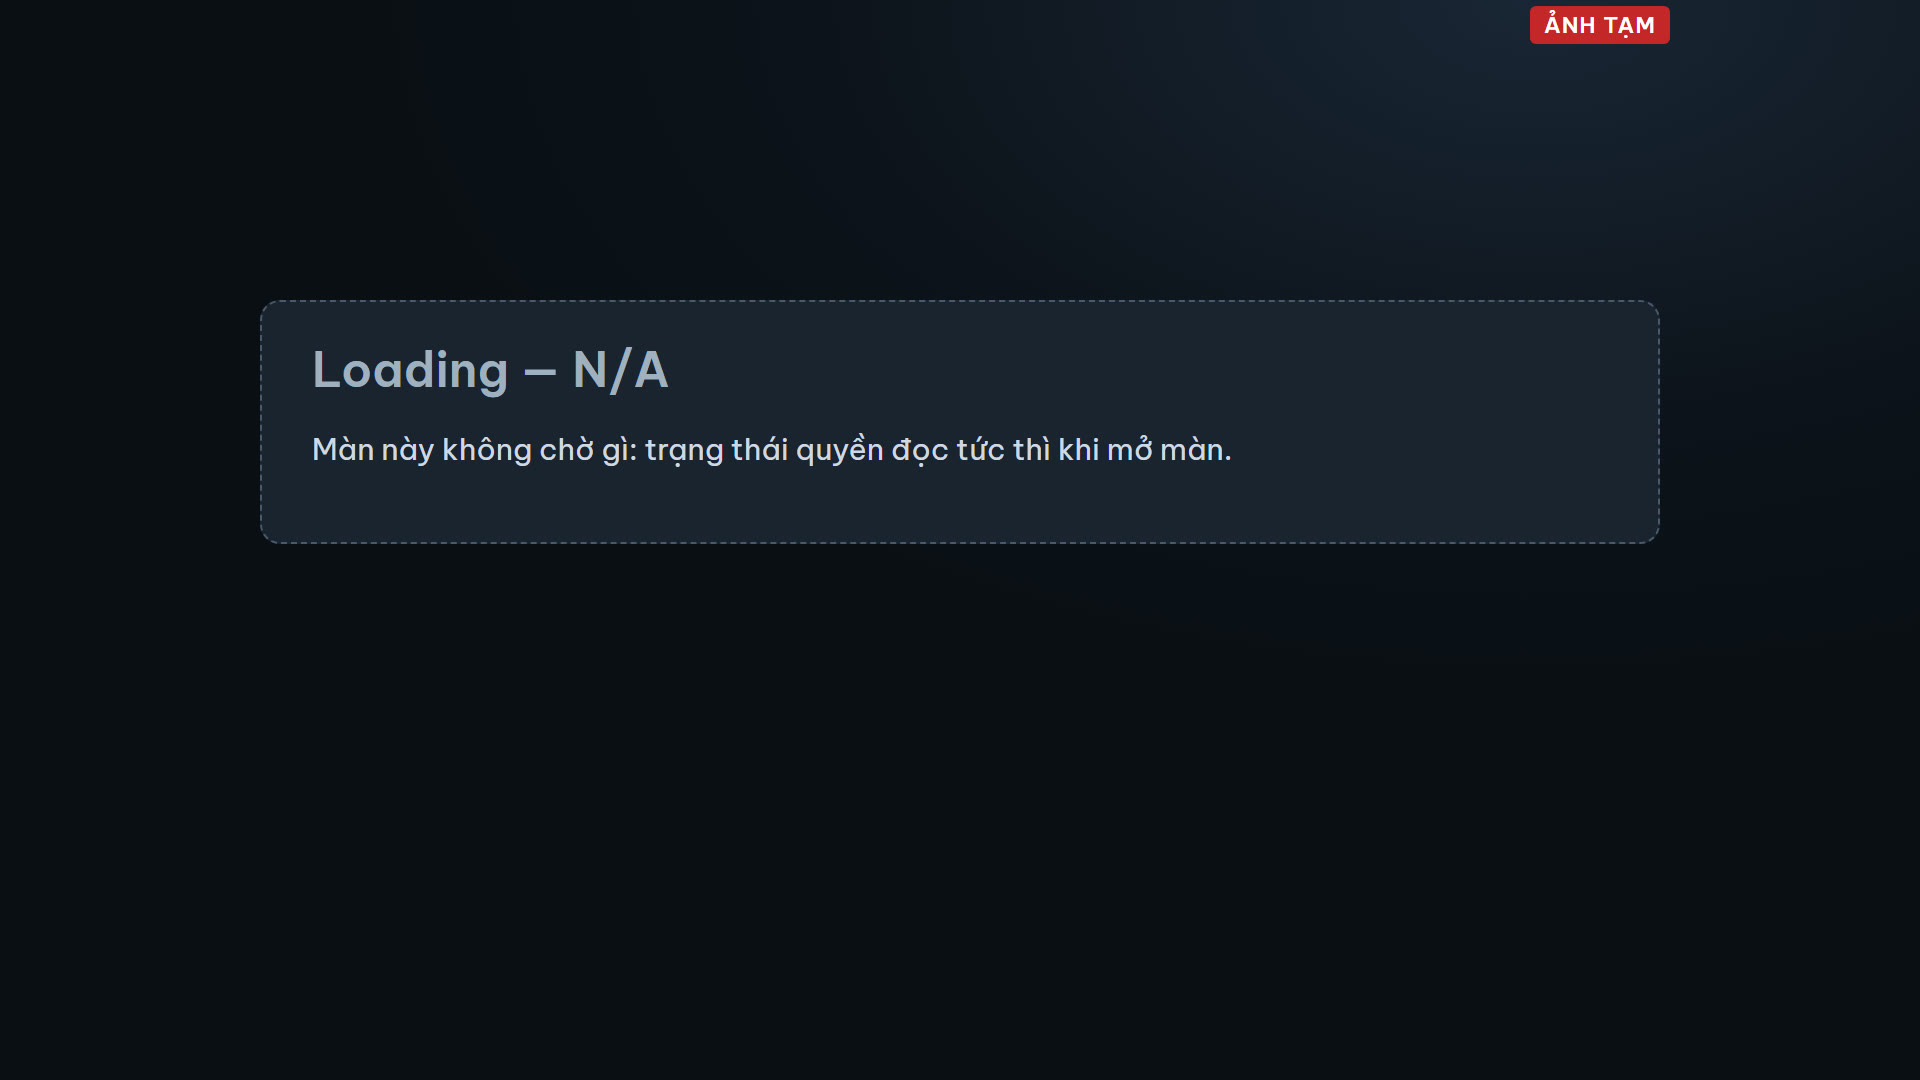 ẢNH TẠM
Loading — N/A
Màn này không chờ gì: trạng thái quyền đọc tức thì khi mở màn.